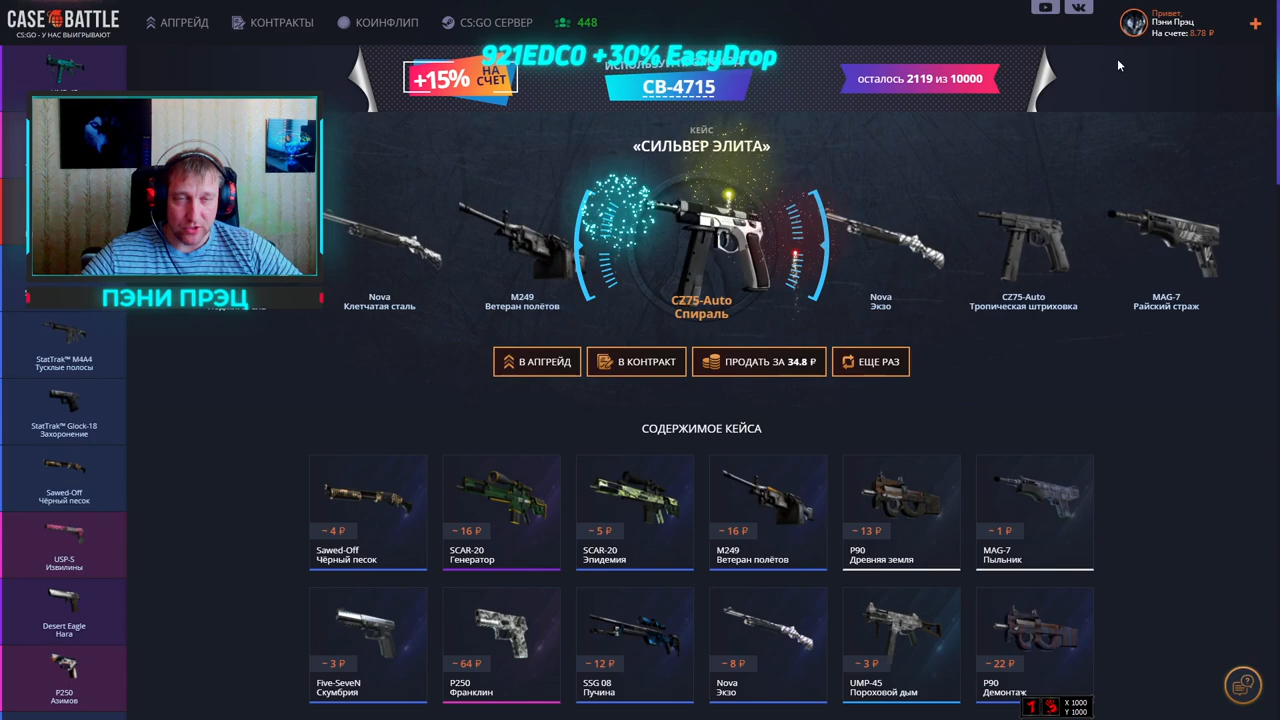 CASE BATTLE
CS:GO - У НАС ВЫИГРЫВАЮТ
АПГРЕЙД
КОНТРАКТЫ
КОИНФЛИП
CS:GO СЕРВЕР
448
Привет,
Пэни Прэц
На счете: 8.78 ₽
+
921EDC0 +30% EasyDrop
+15%
НА СЧЕТ
CB-4715
осталось 2119 из 10000
КЕЙС
«СИЛЬВЕР ЭЛИТА»
ПЭНИ ПРЭЦ
Nova
Клетчатая сталь
M249
Ветеран полётов
CZ75-Auto
Спираль
Nova
Экзо
CZ75-Auto
Тропическая штриховка
MAG-7
Райский страж
В АПГРЕЙД
В КОНТРАКТ
ПРОДАТЬ ЗА 34.8 ₽
ЕЩЕ РАЗ
StatTrak™ M4A4
Тусклые полосы
StatTrak™ Glock-18
Захоронение
Sawed-Off
Чёрный песок
USP-S
Извилины
Desert Eagle
Нага
P250
Азимов
СОДЕРЖИМОЕ КЕЙСА
~ 4 ₽
Sawed-Off
Чёрный песок
~ 16 ₽
SCAR-20
Генератор
~ 5 ₽
SCAR-20
Эпидемия
~ 16 ₽
M249
Ветеран полётов
~ 13 ₽
P90
Древняя земля
~ 1 ₽
MAG-7
Пыльник
~ 3 ₽
Five-SeveN
Скумбрия
~ 64 ₽
P250
Франклин
~ 12 ₽
SSG 08
Пучина
~ 8 ₽
Nova
Экзо
~ 3 ₽
UMP-45
Пороховой дым
~ 22 ₽
P90
Демонтаж
X 1000
Y 1000